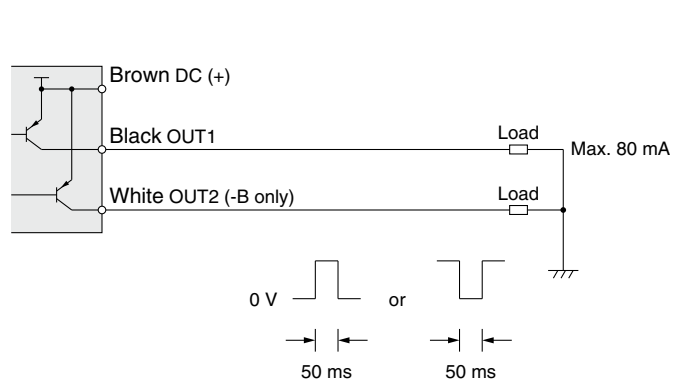 Brown DC (+)
Black OUT1
Load
Max. 80 mA
White OUT2 (-B only)
Load
0 V
or
50 ms
50 ms